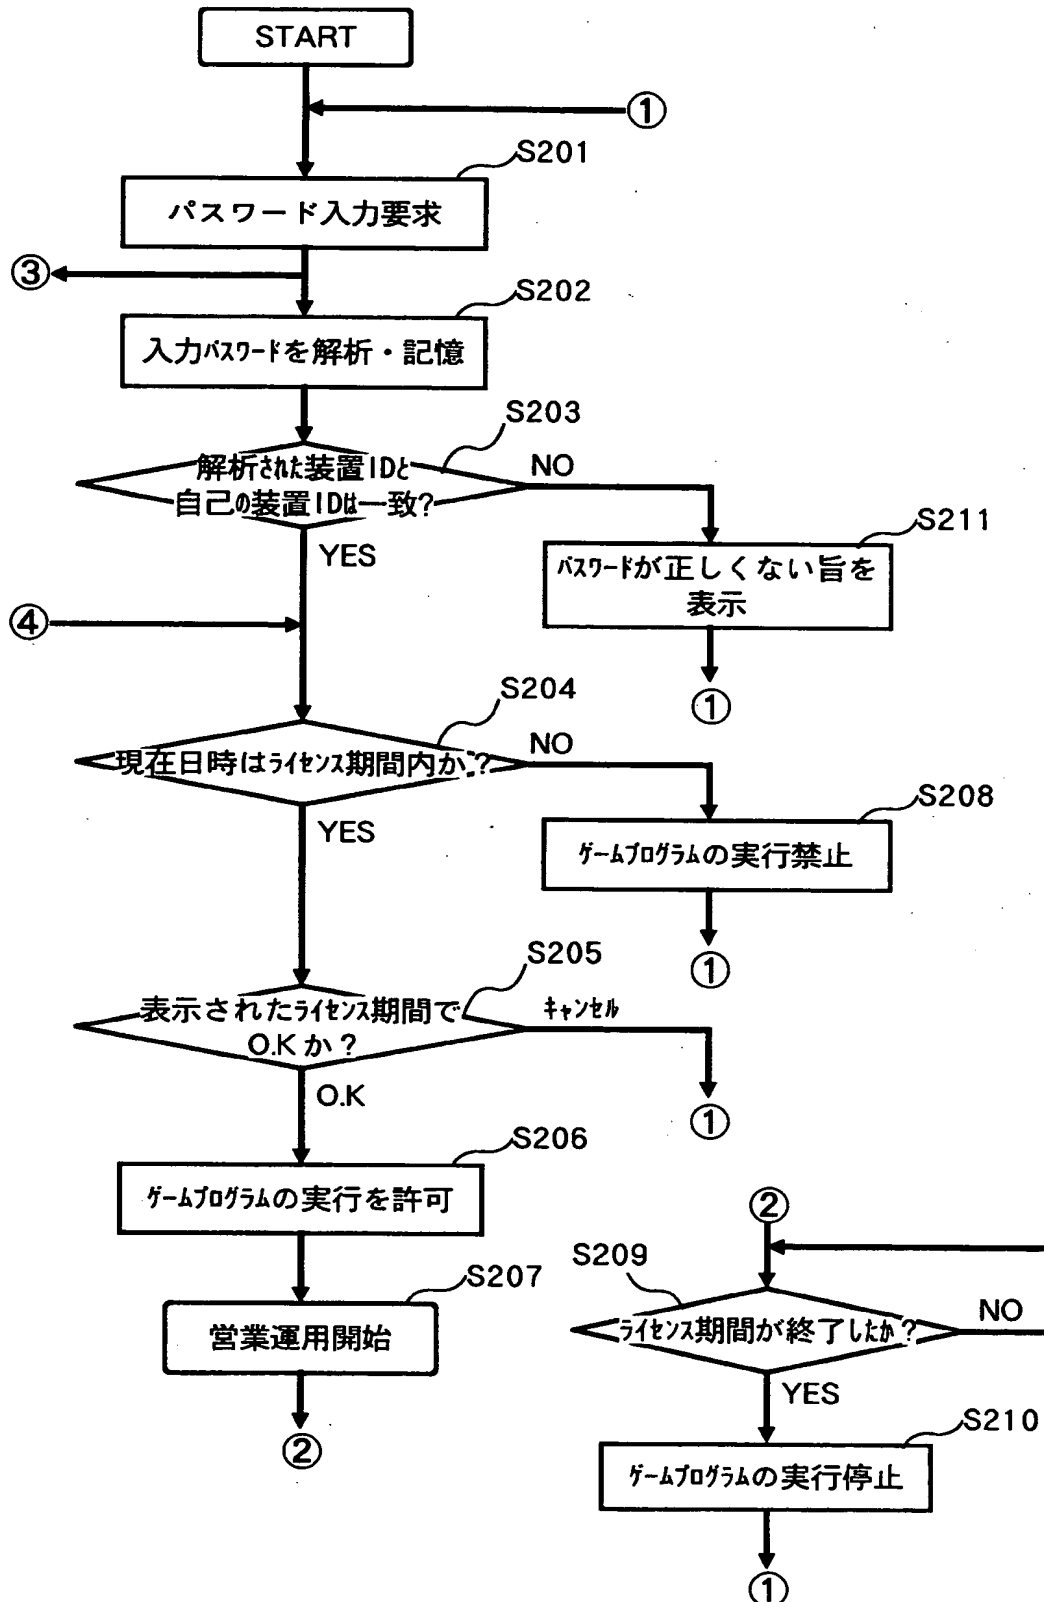 START
①
S201
パスワード入力要求
③
S202
入力パスワードを解析・記憶
S203
解析された装置IDと
自己の装置IDは一致?
NO
YES
S211
パスワードが正しくない旨を
表示
①
④
S204
現在日時はライセンス期間内か?
NO
YES
S208
ゲームプログラムの実行禁止
①
S205
表示されたライセンス期間で
O.Kか?
キャンセル
①
O.K
S206
ゲームプログラムの実行を許可
S207
営業運用開始
②
②
S209
ライセンス期間が終了したか?
NO
YES
S210
ゲームプログラムの実行停止
①